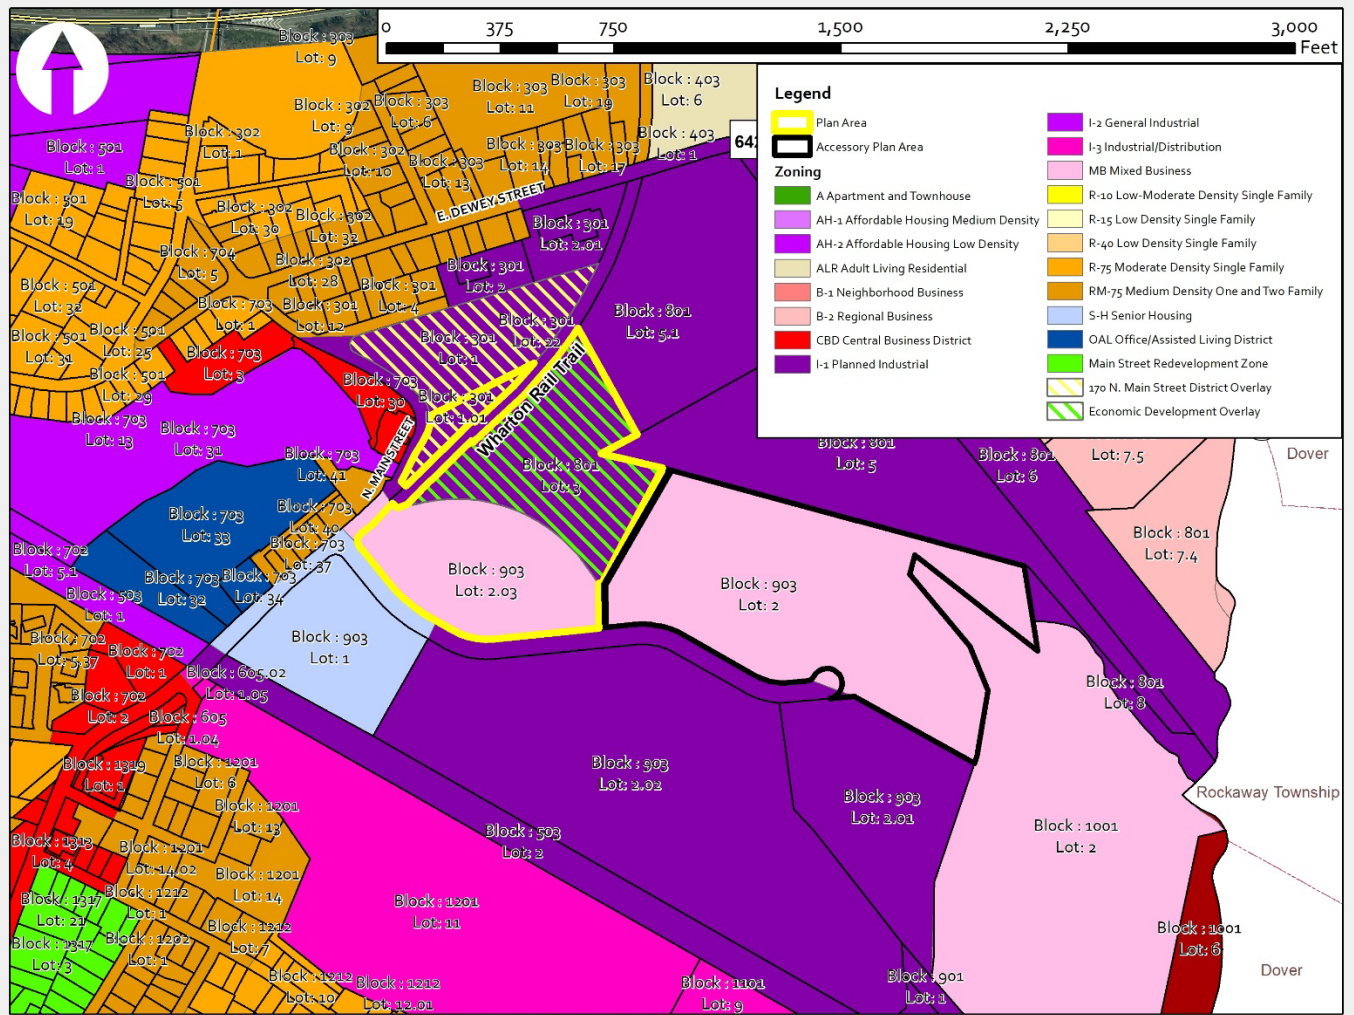 0 375 750 1,500 2,250 3,000
Feet
Legend
Plan Area
Accessory Plan Area
Zoning
A Apartment and Townhouse
AH-1 Affordable Housing Medium Density
AH-2 Affordable Housing Low Density
ALR Adult Living Residential
B-1 Neighborhood Business
B-2 Regional Business
CBD Central Business District
I-1 Planned Industrial
I-2 General Industrial
I-3 Industrial/Distribution
MB Mixed Business
R-10 Low-Moderate Density Single Family
R-15 Low Density Single Family
R-40 Low Density Single Family
R-75 Moderate Density Single Family
RM-75 Medium Density One and Two Family
S-H Senior Housing
OAL Office/Assisted Living District
Main Street Redevelopment Zone
170 N. Main Street District Overlay
Economic Development Overlay
Block : 303
Lot: 9
Block : 303
Lot: 11
Block : 303
Lot: 19
Block : 403
Lot: 6
Block : 302
Lot: 9
Block : 303
Lot: 6
Block : 302
Lot: 1
Block : 403
Lot: 1
642
Block : 501
Lot: 1
Block : 302
Lot: 10
Block : 303
Lot: 13
Block : 303
Lot: 14
Block : 303
Lot: 17
Block : 501
Lot: 5
Block : 501
Lot: 19
E. DEWEY STREET
Block : 302
Lot: 30
Block : 302
Lot: 32
Block : 301
Lot: 2.01
Block : 704
Lot: 5
Block : 302
Lot: 28
Block : 301
Lot: 2
Block : 501
Lot: 32
Block : 703
Lot: 1
Block : 301
Lot: 12
Block : 301
Lot: 4
Block : 301
Lot: 22
Block : 801
Lot: 5.1
Block : 501
Lot: 31
Block : 501
Lot: 25
Block : 301
Lot: 1
Block : 703
Lot: 3
Block : 501
Lot: 29
Block : 703
Lot: 30
Block : 301
Lot: 1.01
Wharton Rail Trail
N. MAIN STREET
Block : 703
Lot: 13
Block : 703
Lot: 31
Block : 703
Lot: 41
Block : 801
Lot: 3
Block : 801
Lot: 5
Block : 801
Lot: 6
Lot: 7.5
Dover
Block : 703
Lot: 33
Block : 703
Lot: 40
Block : 801
Lot: 7.4
Block : 702
Lot: 5.1
Block : 703
Lot: 37
Block : 703
Lot: 32
Block : 703
Lot: 34
Block : 903
Lot: 2.03
Block : 903
Lot: 2
Block : 503
Lot: 1
Block : 702
Lot: 5.37
Block : 702
Lot: 1
Block : 903
Lot: 1
Block : 605.02
Lot: 1.05
Block : 801
Lot: 8
Block : 702
Lot: 2
Block : 605
Lot: 1.04
Block : 1319
Lot: 1
Block : 1201
Lot: 6
Block : 903
Lot: 2.02
Block : 903
Lot: 2.01
Rockaway Township
Block : 1201
Lot: 13
Block : 503
Lot: 2
Block : 1001
Lot: 2
Block : 1313
Lot: 4
Block : 1201
Lot: 14.02
Block : 1201
Lot: 14
Block : 1317
Lot: 21
Block : 1212
Lot: 1
Block : 1201
Lot: 11
Block : 1317
Lot: 3
Block : 1202
Lot: 1
Block : 1212
Lot: 7
Block : 1001
Lot: 6
Dover
Block : 1212
Lot: 10
Block : 1212
Lot: 12.01
Block : 1101
Lot: 9
Block : 901
Lot: 1